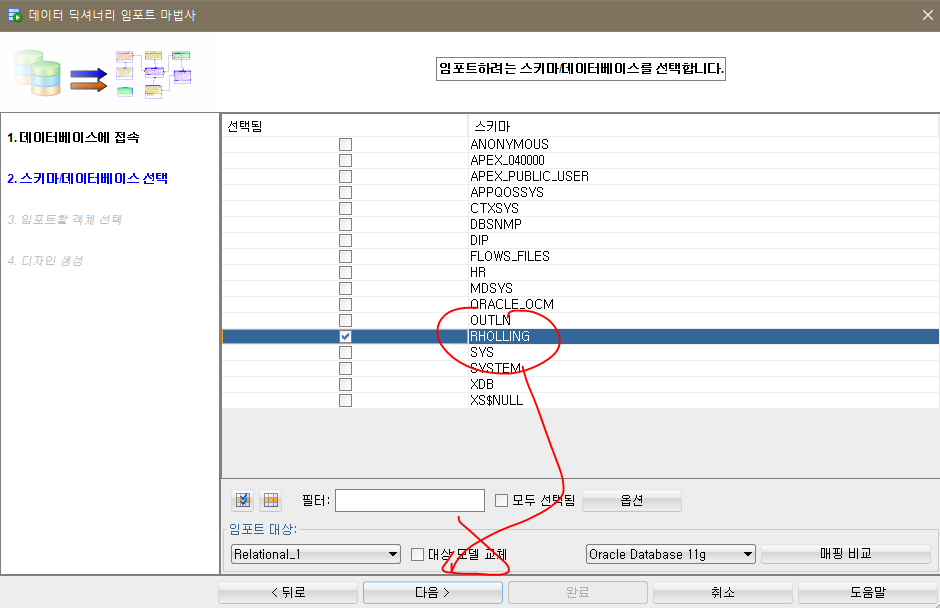 데이터 딕셔너리 임포트 마법사
임포트하려는 스키마/데이터베이스를 선택합니다.
1. 데이터베이스에 접속
2. 스키마/데이터베이스 선택
3. 임포트할 객체 선택
4. 디자인 생성
선택됨 스키마
ANONYMOUS
APEX_040000
APEX_PUBLIC_USER
APPQOSSYS
CTXSYS
DBSNMP
DIP
FLOWS_FILES
HR
MDSYS
ORACLE_OCM
OUTLN
RHOLLING
SYS
SYSTEM
XDB
XS$NULL
필터: 모두 선택됨 옵션
임포트 대상:
Relational_1 대상 모델 교체 Oracle Database 11g 매핑 비교
< 뒤로 다음 > 완료 취소 도움말